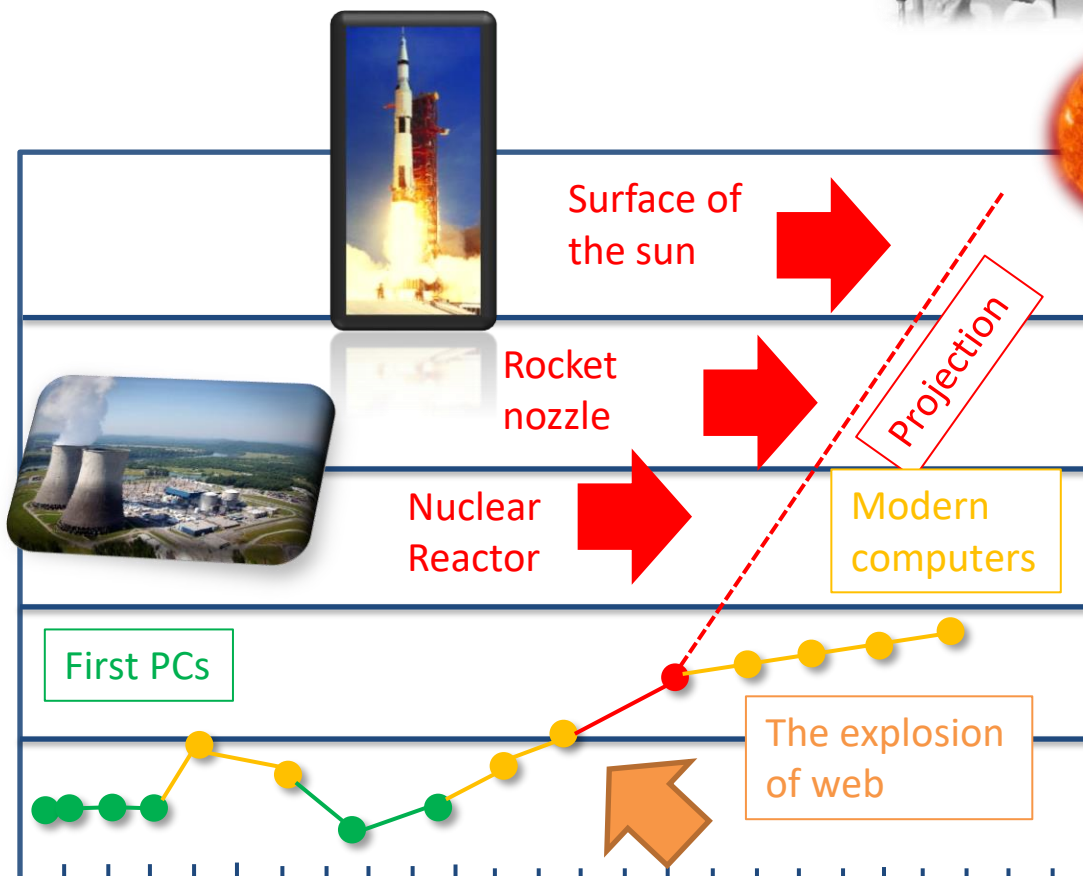 Surface of
the sun
Rocket
nozzle
Projection
Nuclear
Reactor
Modern
computers
First PCs
The explosion
of web